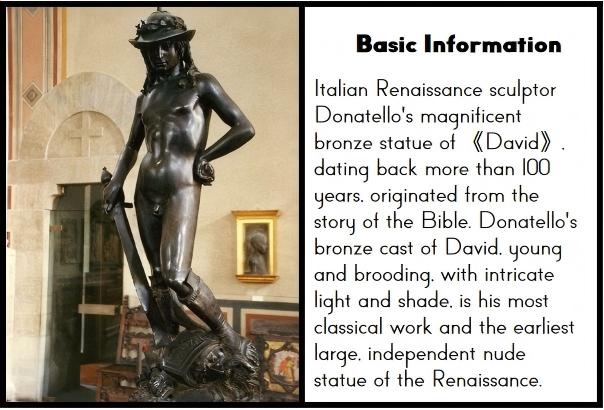 Basic Information
Italian Renaissance sculptor
Donatello's magnificent
bronze statue of 《David》,
dating back more than 100
years, originated from the
story of the Bible. Donatello's
bronze cast of David, young
and brooding, with intricate
light and shade, is his most
classical work and the earliest
large, independent nude
statue of the Renaissance.